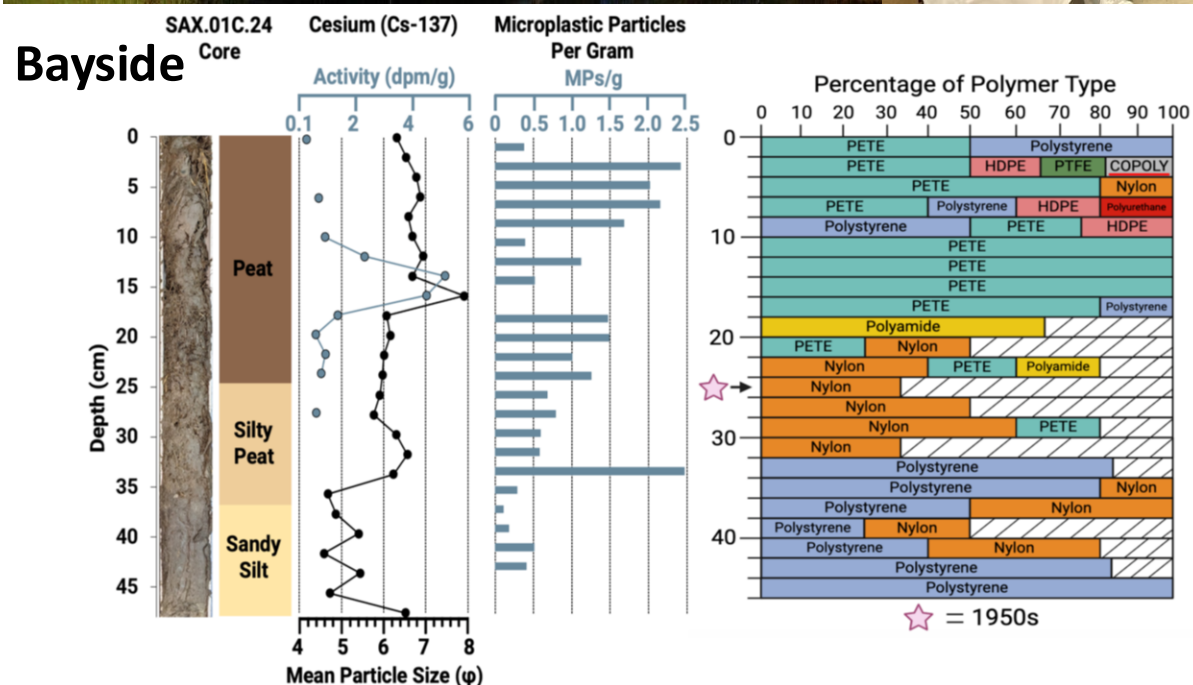 SAX.01C.24
Core
Cesium (Cs-137)
Microplastic Particles
Per Gram
Bayside
Activity (dpm/g)
MPs/g
Percentage of Polymer Type
0.1 2 4 6
0 0.5 1.0 1.5 2.0 2.5
0 10 20 30 40 50 60 70 80 90 100
Depth (cm)
0
5
10
15
20
25
30
35
40
45
Peat
Silty
Peat
Sandy
Silt
4 5 6 7 8
Mean Particle Size (φ)
0
10
20
30
40
PETE Polystyrene
PETE HDPE PTFE COPOLY
PETE Nylon
PETE Polystyrene HDPE Polyurethane
Polystyrene PETE HDPE
PETE
PETE
PETE
PETE Polystyrene
Polyamide
PETE Nylon
Nylon PETE Polyamide
Nylon
Nylon
Nylon PETE
Nylon
Polystyrene
Polystyrene Nylon
Polystyrene Nylon
Polystyrene Nylon
Polystyrene Nylon
Polystyrene
Polystyrene
= 1950s